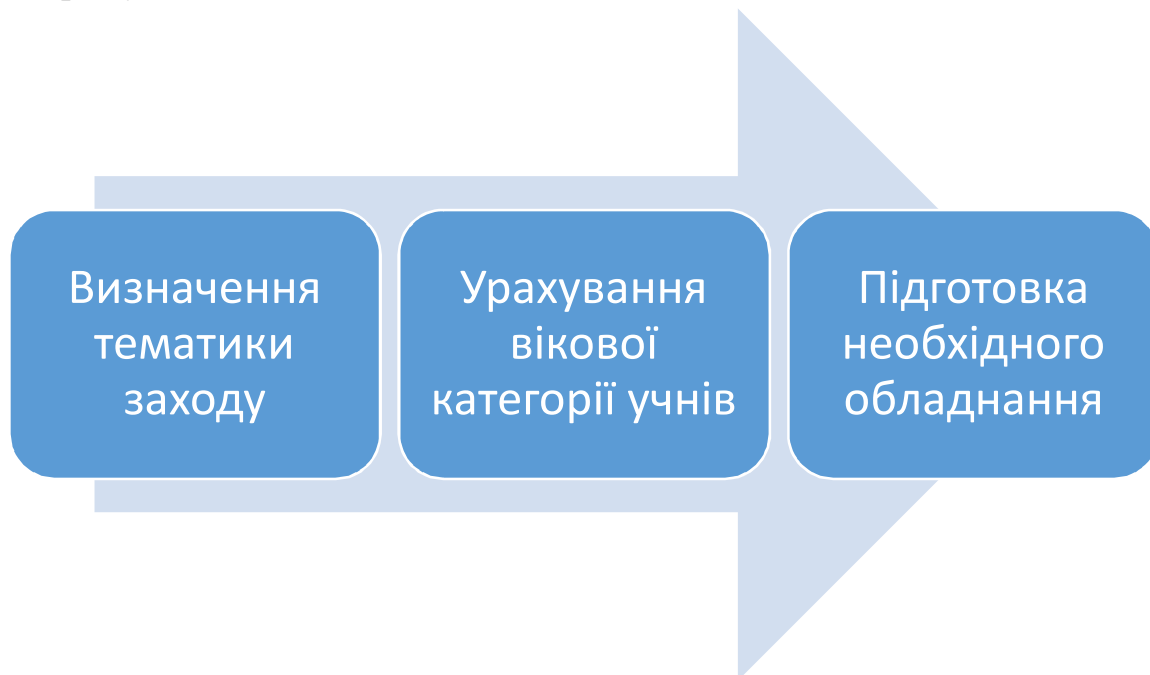 Визначення
тематики
заходу
Урахування
вікової
категорії учнів
Підготовка
необхідного
обладнання